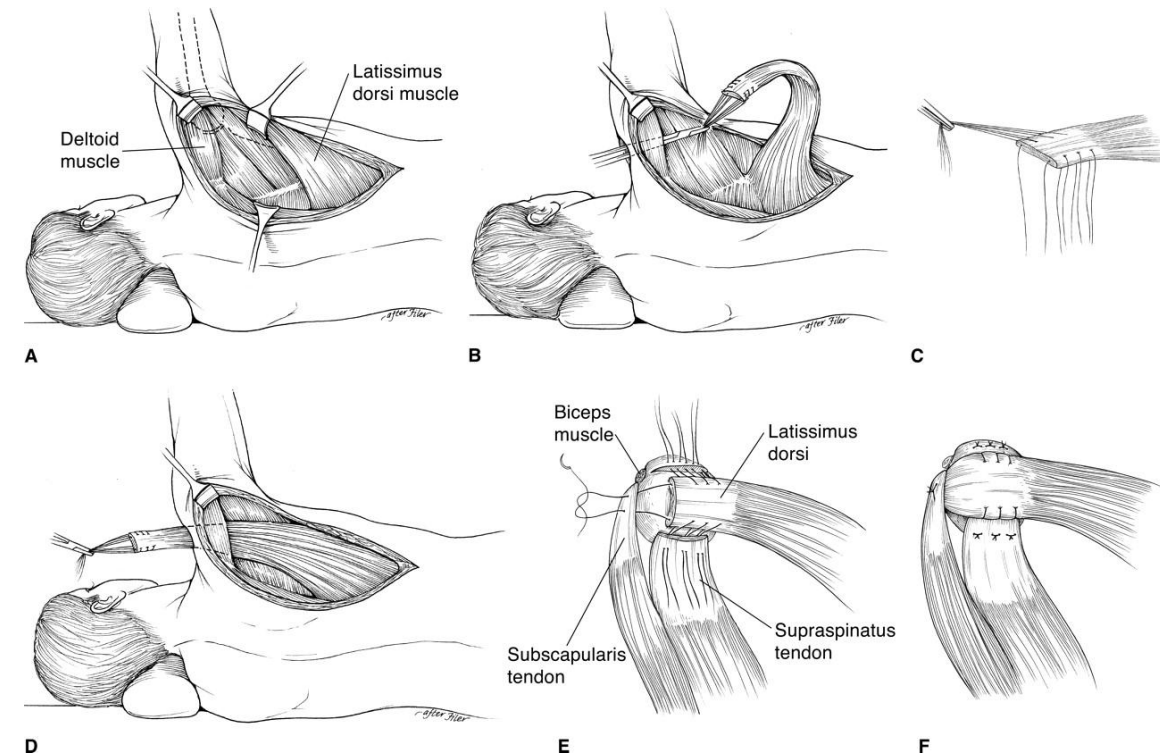 Latissimus
dorsi muscle
Deltoid
muscle
after Filer
A
after Filer
B
C
Biceps
muscle
Latissimus
dorsi
Supraspinatus
tendon
Subscapularis
tendon
after Filer
D
E
F